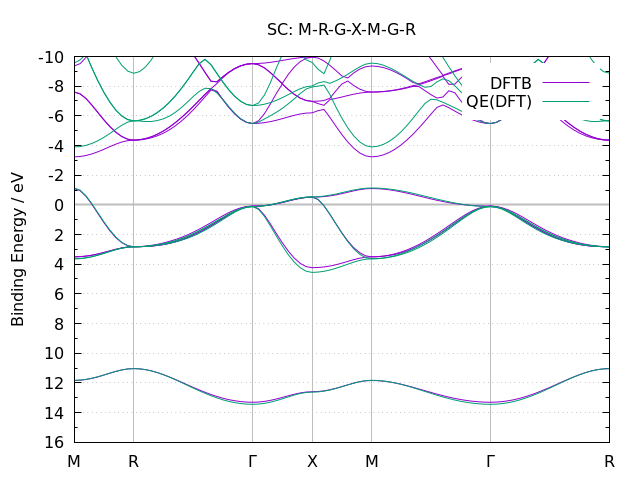 SC: M-R-G-X-M-G-R
-10
-8
-6
-4
-2
0
2
4
6
8
10
12
14
16
Binding Energy / eV
DFTB
QE(DFT)
M R Γ X M Γ R